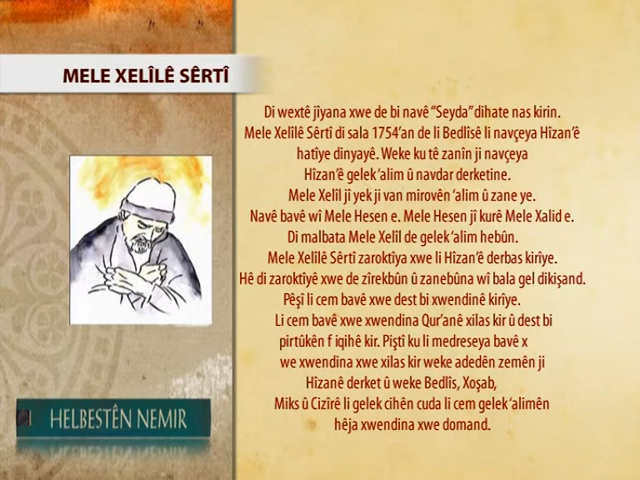 MELE XELÎLÊ SÊRTÎ
Di wextê jîyana xwe de bi navê “Seyda” dihate nas kirin.
Mele Xelîlê Sêrtî di sala 1754’an de li Bedlîsê li navçeya Hîzan’ê
hatîye dinyayê. Weke ku tê zanîn ji navçeya
Hîzan’ê gelek ‘alim û navdar derketine.
Mele Xelîl jî yek ji van mirovên ‘alim û zane ye.
Navê bavê wî Mele Hesen e. Mele Hesen jî kurê Mele Xalid e.
Di malbata Mele Xelîl de gelek ‘alim hebûn.
Mele Xelîlê Sêrtî zaroktîya xwe li Hîzan’ê derbas kirîye.
Hê di zaroktîyê xwe de zîrekbûn û zanebûna wî bala gel dikişand.
Pêşî li cem bavê xwe dest bi xwendinê kirîye.
Li cem bavê xwe xwendina Qur’anê xilas kir û dest bi
pirtûkên f iqihê kir. Piştî ku li medreseya bavê x
we xwendina xwe xilas kir weke adedên zemên ji
Hîzanê derket û weke Bedlîs, Xoşab,
Miks û Cizîrê li gelek cihên cuda li cem gelek ‘alimên
hêja xwendina xwe domand.
HELBESTÊN NEMIR